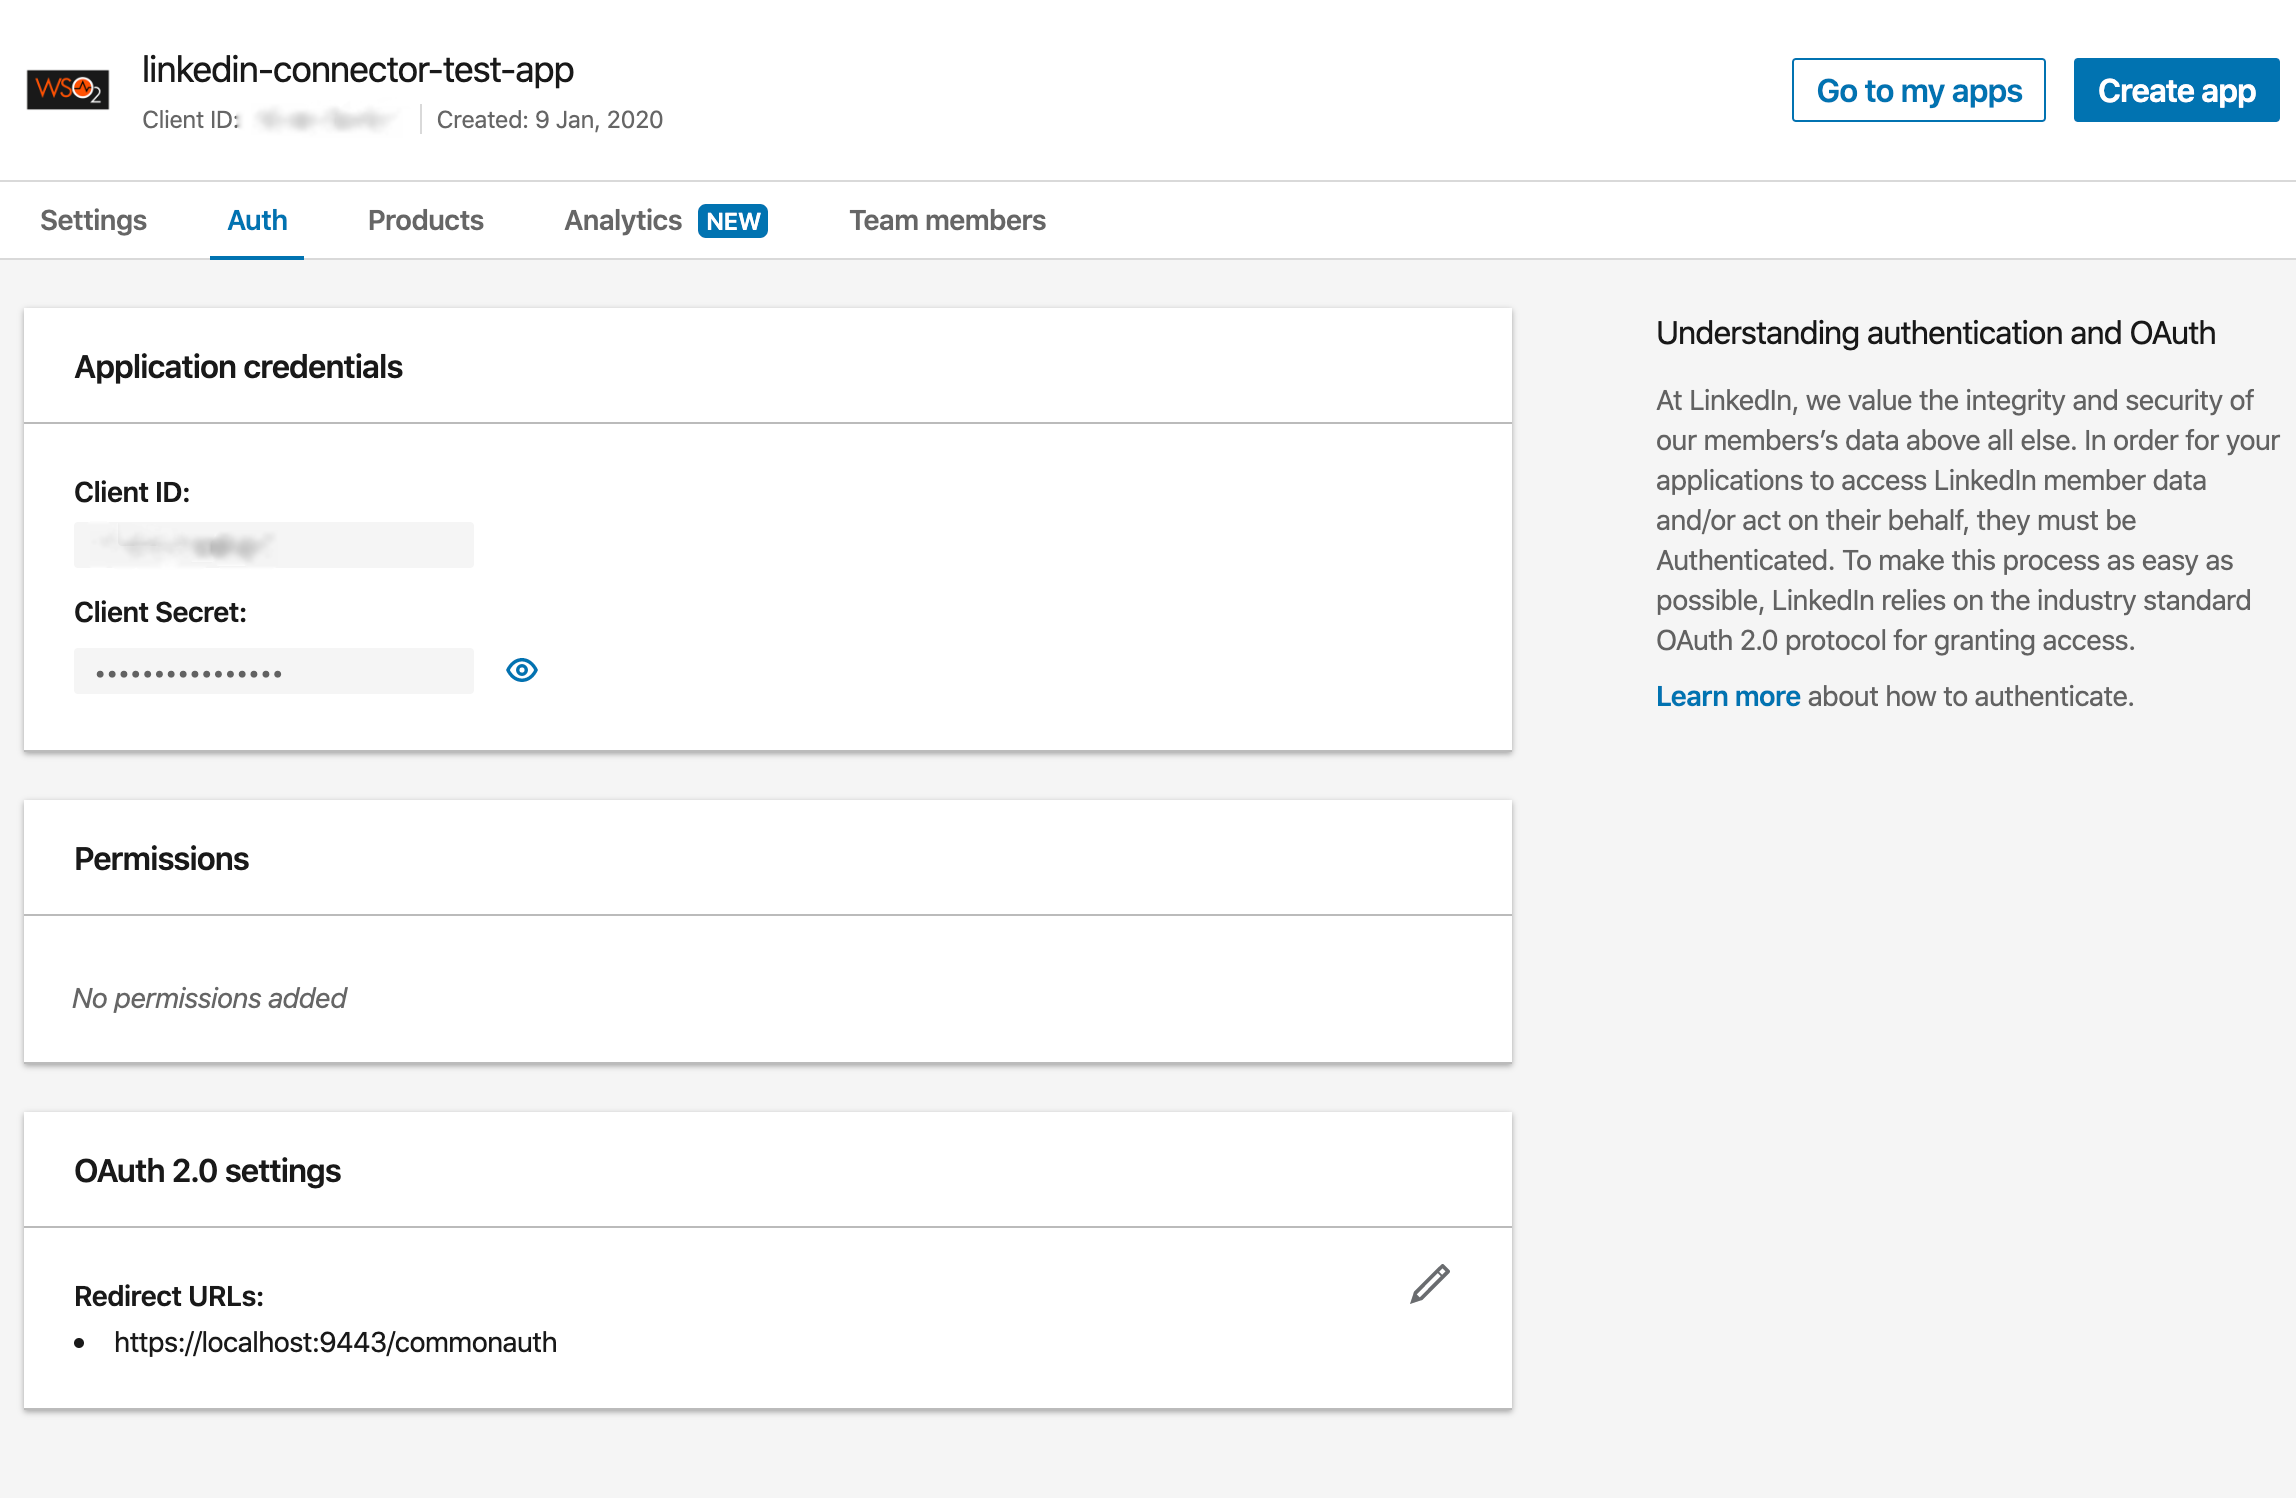 WSO2
linkedin-connector-test-app
Client ID:
Created: 9 Jan, 2020
Go to my apps
Create app
Settings
Auth
Products
Analytics NEW
Team members
Application credentials
Client ID:
Client Secret:
•••••••••••••••
Permissions
No permissions added
OAuth 2.0 settings
Redirect URLs:
• https://localhost:9443/commonauth
Understanding authentication and OAuth
At LinkedIn, we value the integrity and security of
our members’s data above all else. In order for your
applications to access LinkedIn member data
and/or act on their behalf, they must be
Authenticated. To make this process as easy as
possible, LinkedIn relies on the industry standard
OAuth 2.0 protocol for granting access.
Learn more about how to authenticate.